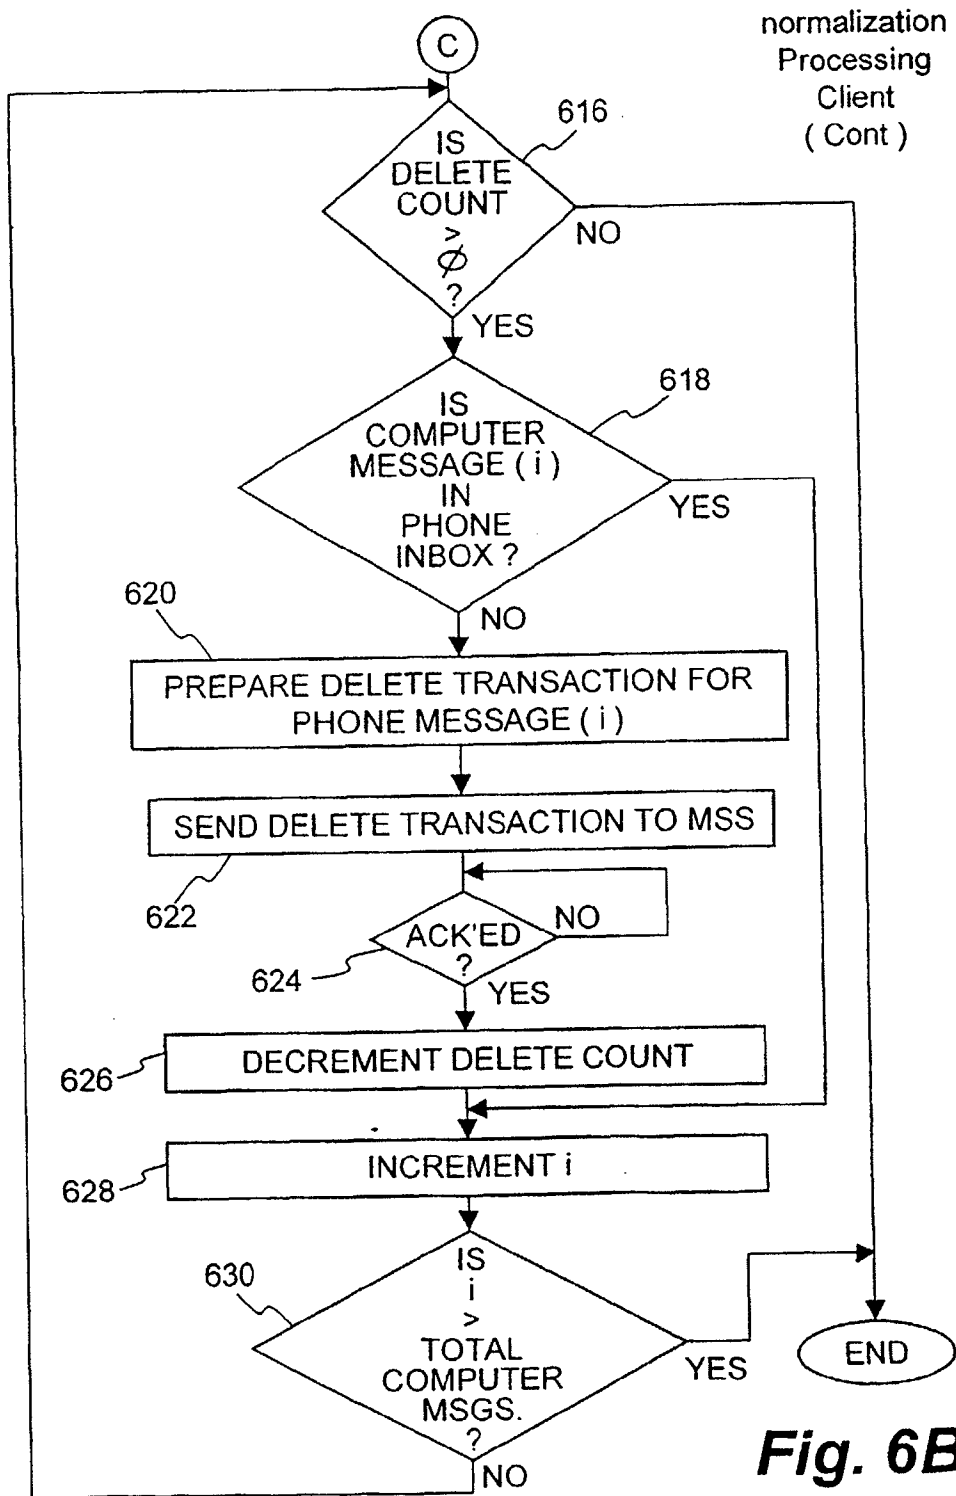 normalization
Processing
Client
( Cont )
C
616
IS
DELETE
COUNT
>
Ø
?
NO
YES
618
IS
COMPUTER
MESSAGE ( i )
IN
PHONE
INBOX ?
YES
NO
620
PREPARE DELETE TRANSACTION FOR
PHONE MESSAGE ( i )
SEND DELETE TRANSACTION TO MSS
622
ACK'ED
?
NO
624
YES
DECREMENT DELETE COUNT
626
INCREMENT i
628
630
IS
i
>
TOTAL
COMPUTER
MSGS.
?
YES
NO
END
Fig. 6B